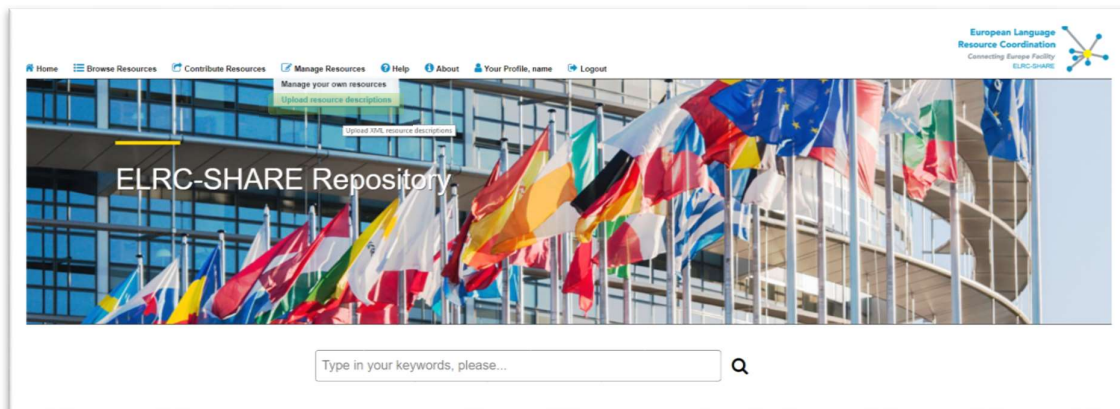 European Language
Resource Coordination
Connecting Europe Facility
ELRC-SHARE
Home Browse Resources Contribute Resources Manage Resources Help About Your Profile, name Logout
Manage your own resources
Upload resource descriptions
Upload XML resource descriptions
ELRC-SHARE Repository
Type in your keywords, please...